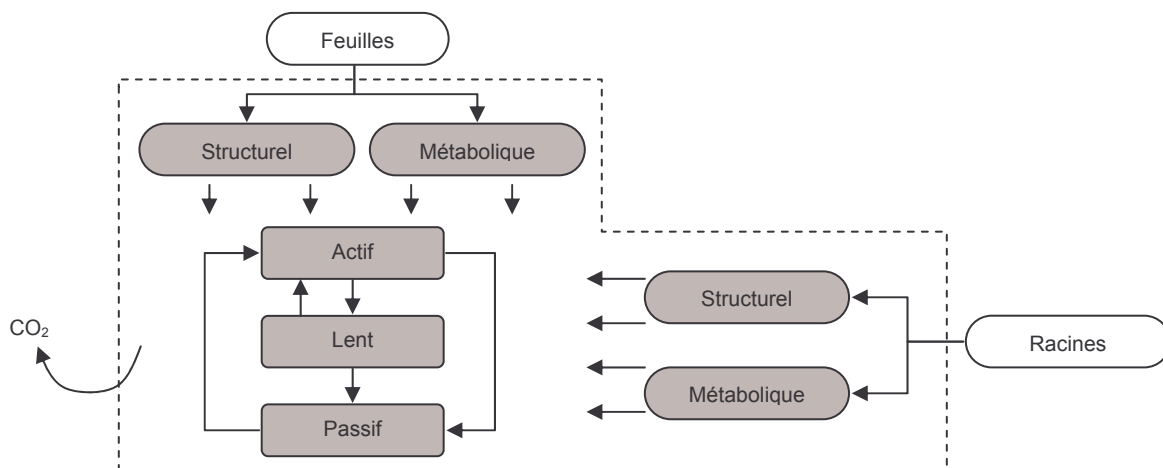 Feuilles
Structurel
Métabolique
Actif
Structurel
CO₂
Lent
Racines
Métabolique
Passif